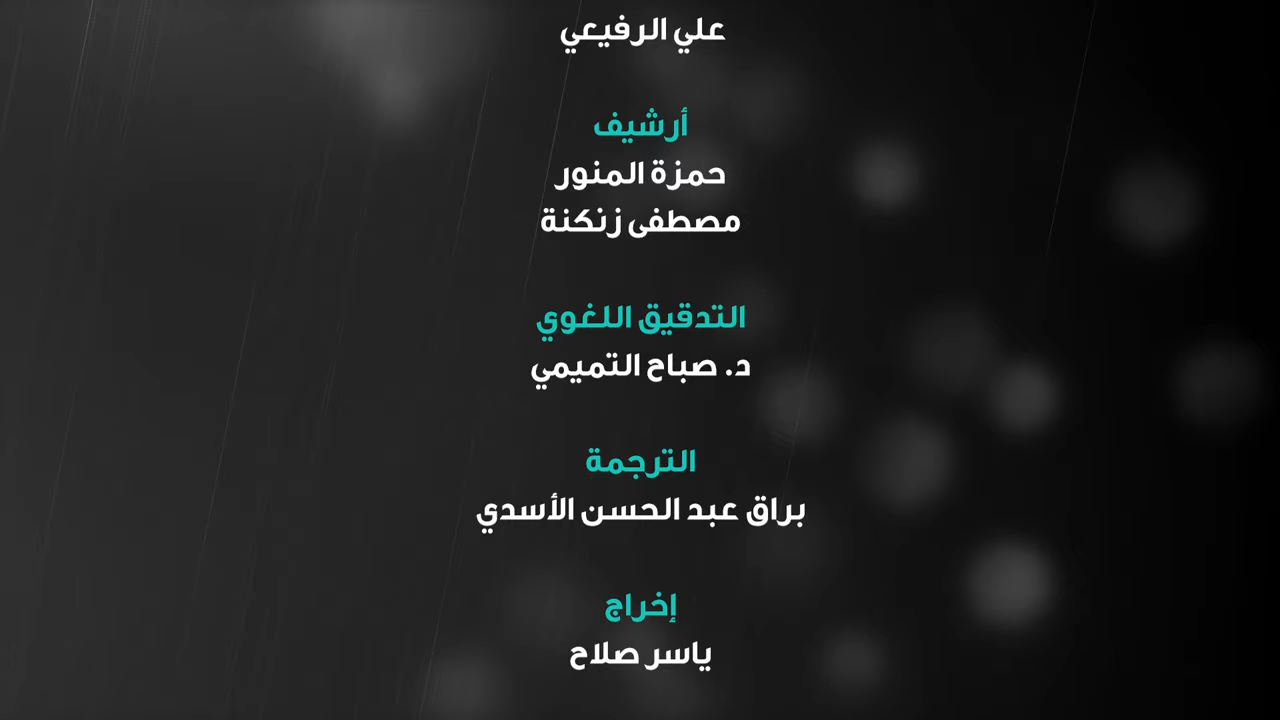 علي الرفيعي
أرشيف
حمزة المنور
مصطفى زنكنة
التدقيق اللغوي
د. صباح التميمي
الترجمة
براق عبد الحسن الأسدي
إخراج
ياسر صلاح